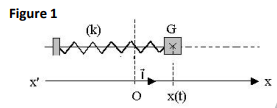 Figure 1
(k) G
i
x' x
O x(t)